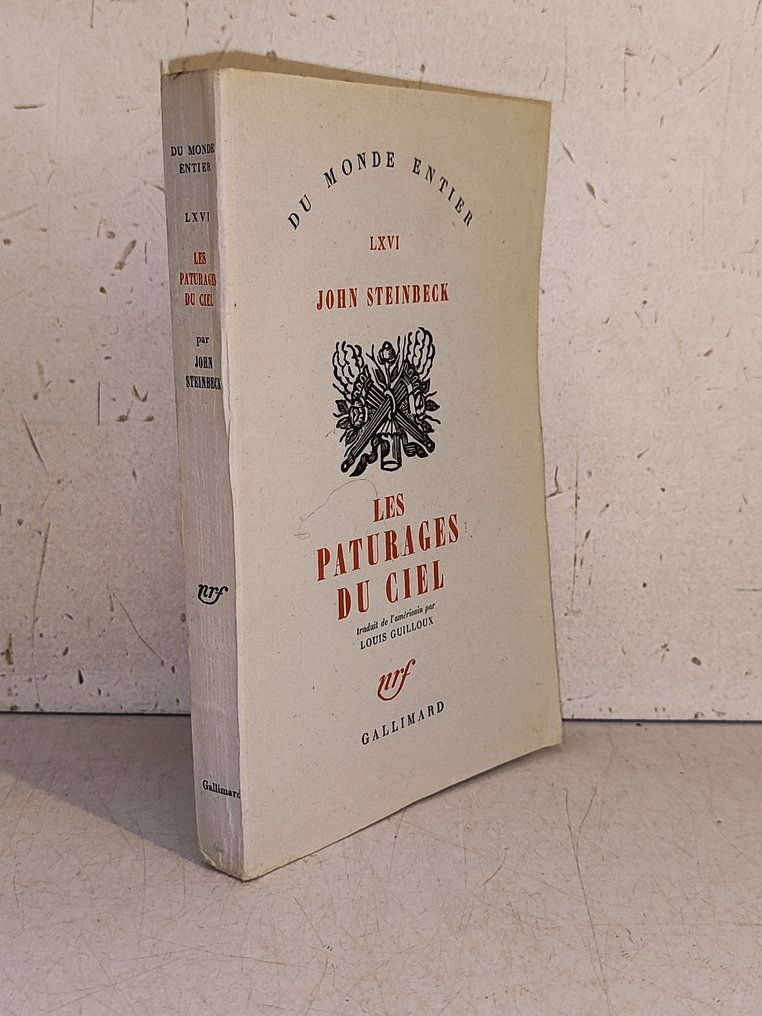 DU MONDE
ENTIER
LXVI
LES
PATURAGES
DU CIEL
par
JOHN
STEINBECK
nrf
Gallimard
DU MONDE ENTIER
LXVI
JOHN STEINBECK
LES
PATURAGES
DU CIEL
traduit de l'américain par
LOUIS GUILLOUX
nrf
GALLIMARD